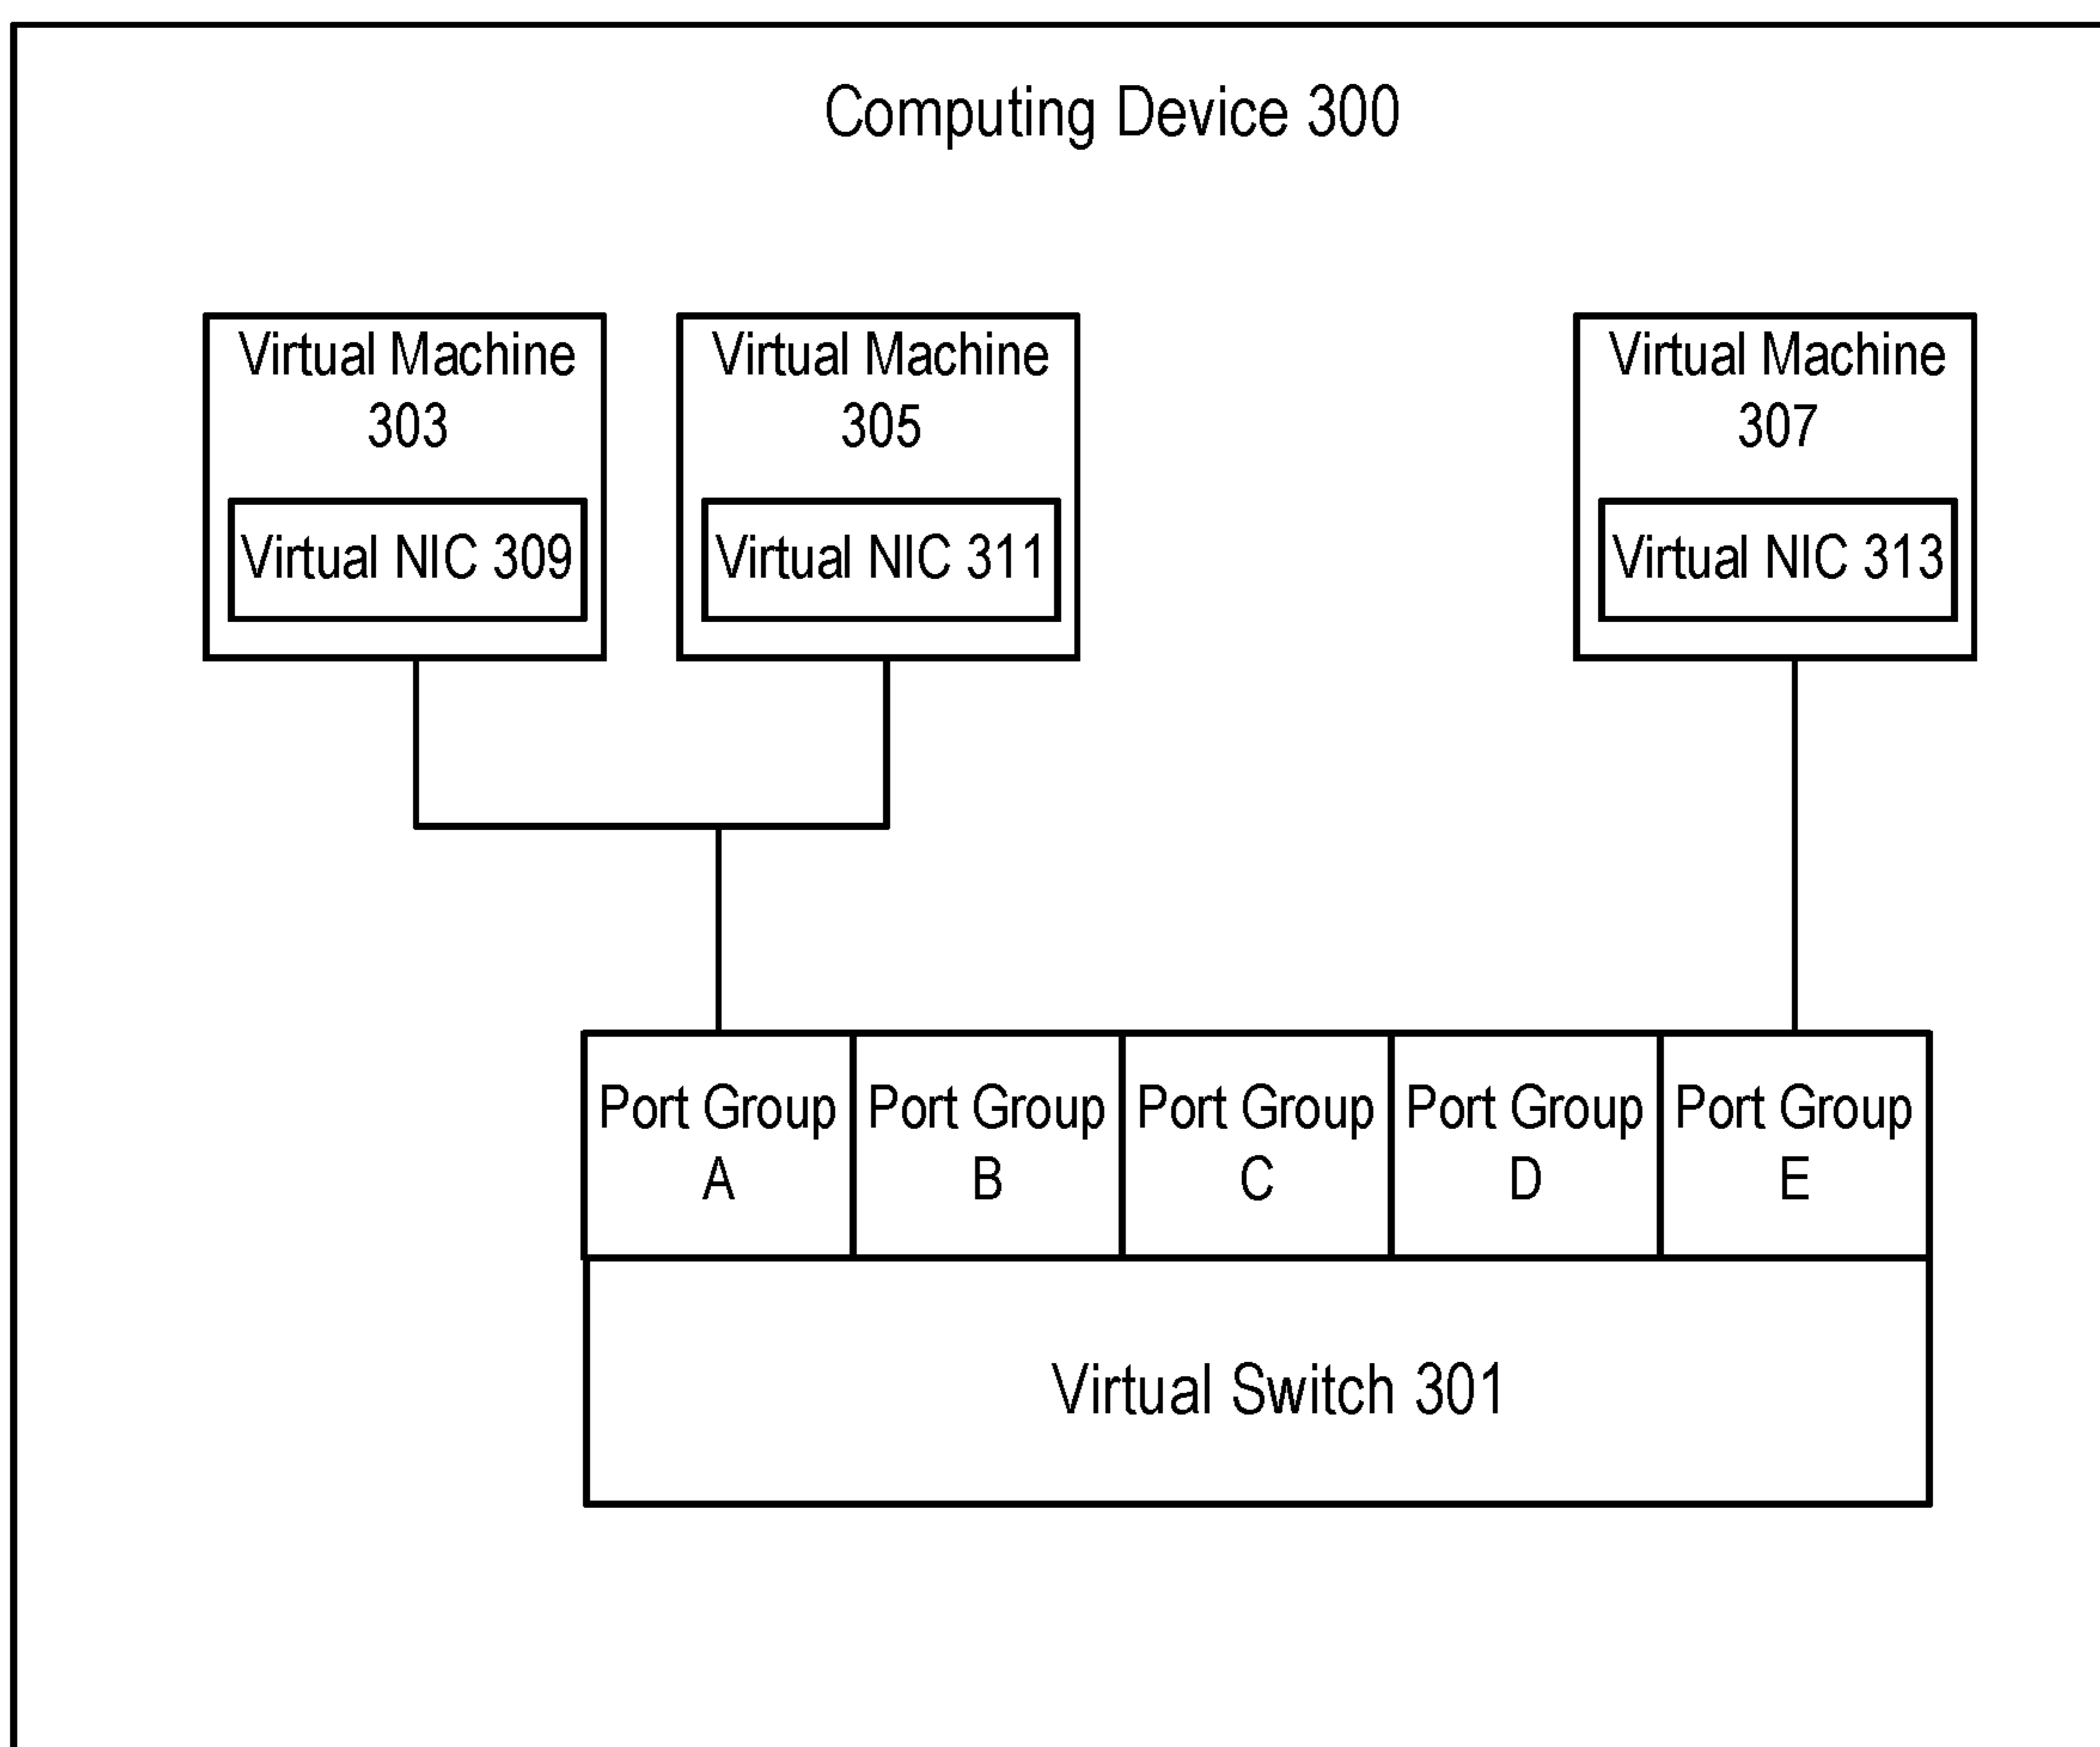 Computing Device 300
Virtual Machine
303
Virtual NIC 309
Virtual Machine
305
Virtual NIC 311
Virtual Machine
307
Virtual NIC 313
Port Group
A
Port Group
B
Port Group
C
Port Group
D
Port Group
E
Virtual Switch 301